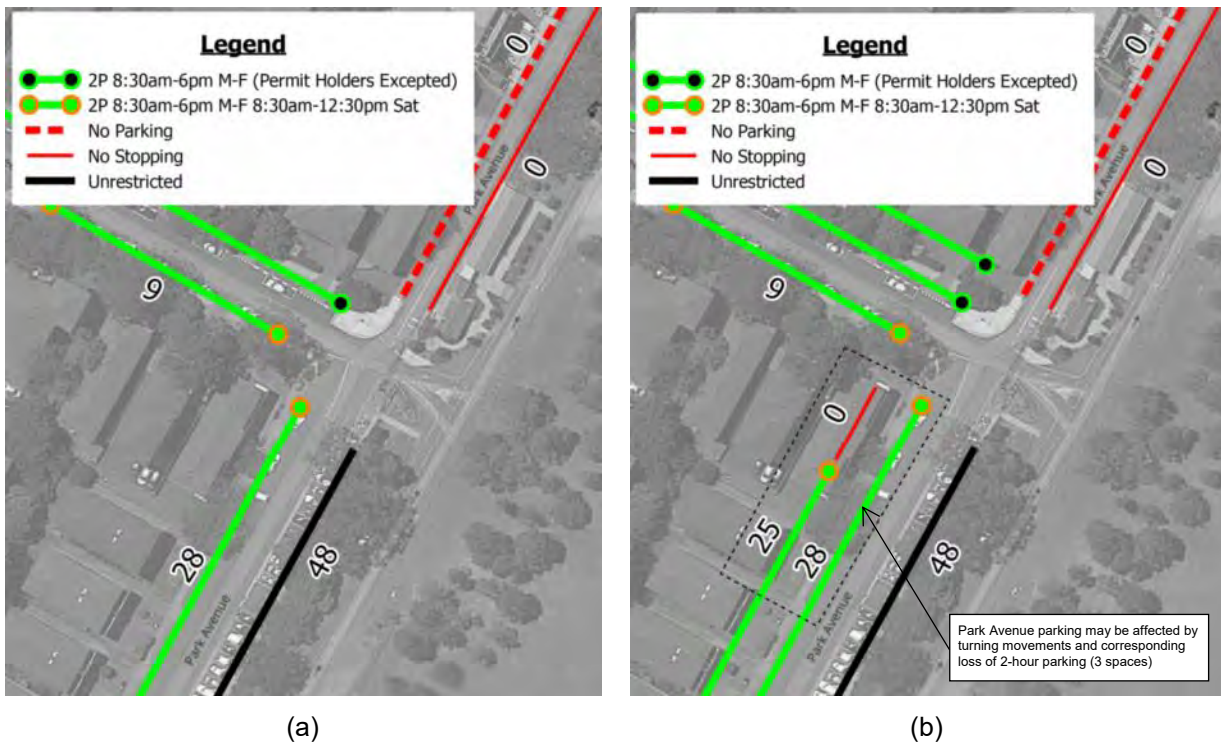 Legend
2P 8:30am-6pm M-F (Permit Holders Excepted)
2P 8:30am-6pm M-F 8:30am-12:30pm Sat
No Parking
No Stopping
Unrestricted
0
0
Park Avenue
9
28
48
Park Avenue
(a)
Legend
2P 8:30am-6pm M-F (Permit Holders Excepted)
2P 8:30am-6pm M-F 8:30am-12:30pm Sat
No Parking
No Stopping
Unrestricted
0
0
Park Avenue
9
0
25
28
48
Park Avenue
Park Avenue parking may be affected by
turning movements and corresponding
loss of 2-hour parking (3 spaces)
(b)